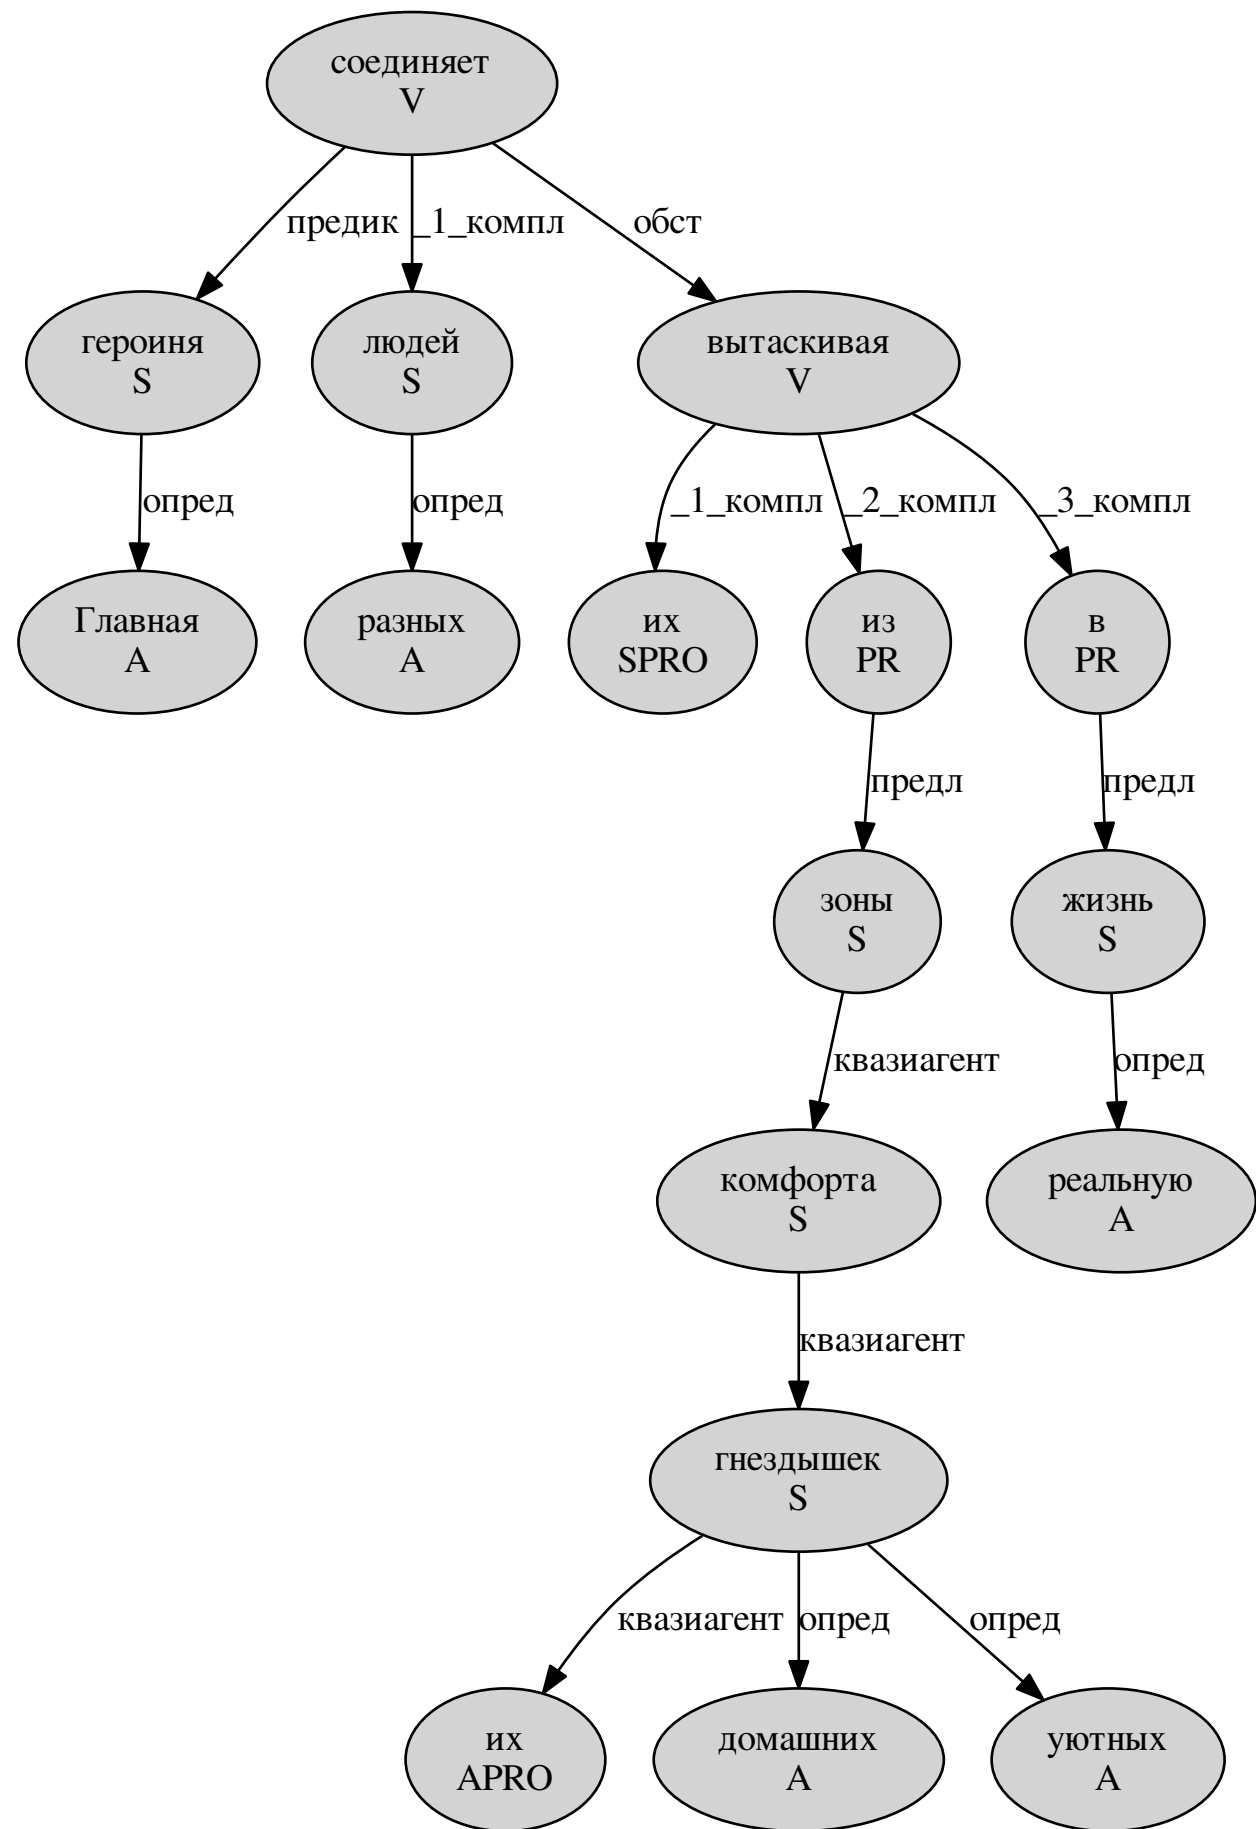 соединяет
V
предик
_1_компл
обст
героиня
S
людей
S
вытаскивая
V
опред
опред
_1_компл
_2_компл
_3_компл
Главная
A
разных
A
их
SPRO
из
PR
в
PR
предл
предл
зоны
S
жизнь
S
квазиагент
опред
комфорта
S
реальную
A
квазиагент
гнездышек
S
квазиагент
опред
опред
их
APRO
домашних
A
уютных
A